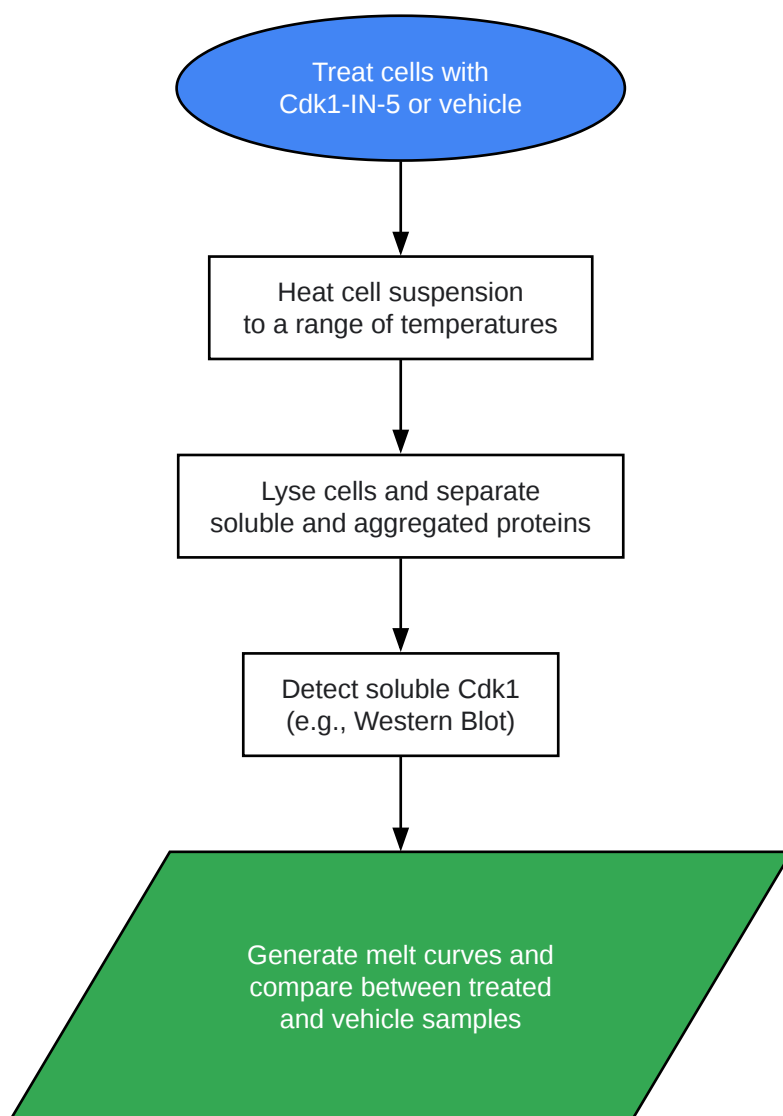 Treat cells with
Cdk1-IN-5 or vehicle
Heat cell suspension
to a range of temperatures
Lyse cells and separate
soluble and aggregated proteins
Detect soluble Cdk1
(e.g., Western Blot)
Generate melt curves and
compare between treated
and vehicle samples